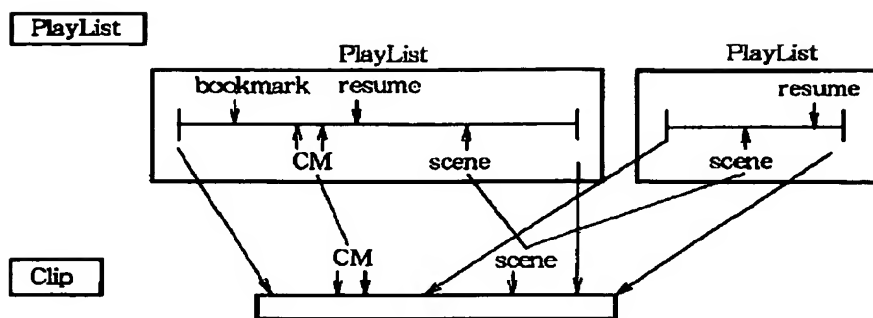 PlayList
PlayList
PlayList
bookmark resume
resume
CM
scene
scene
CM
scene
Clip